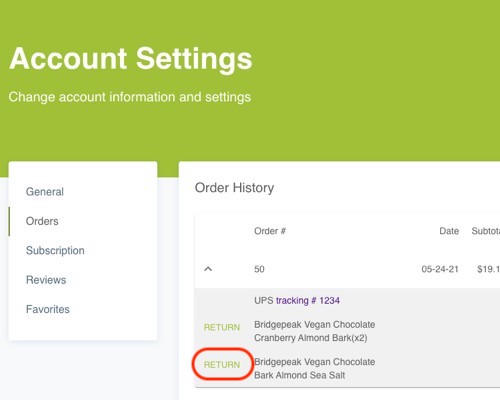 Account Settings
Change account information and settings
General
Orders
Subscription
Reviews
Favorites
Order History
Order # Date Subtota
50 05-24-21 $19.1
UPS tracking # 1234
RETURN Bridgepeak Vegan Chocolate
Cranberry Almond Bark(x2)
RETURN Bridgepeak Vegan Chocolate
Bark Almond Sea Salt